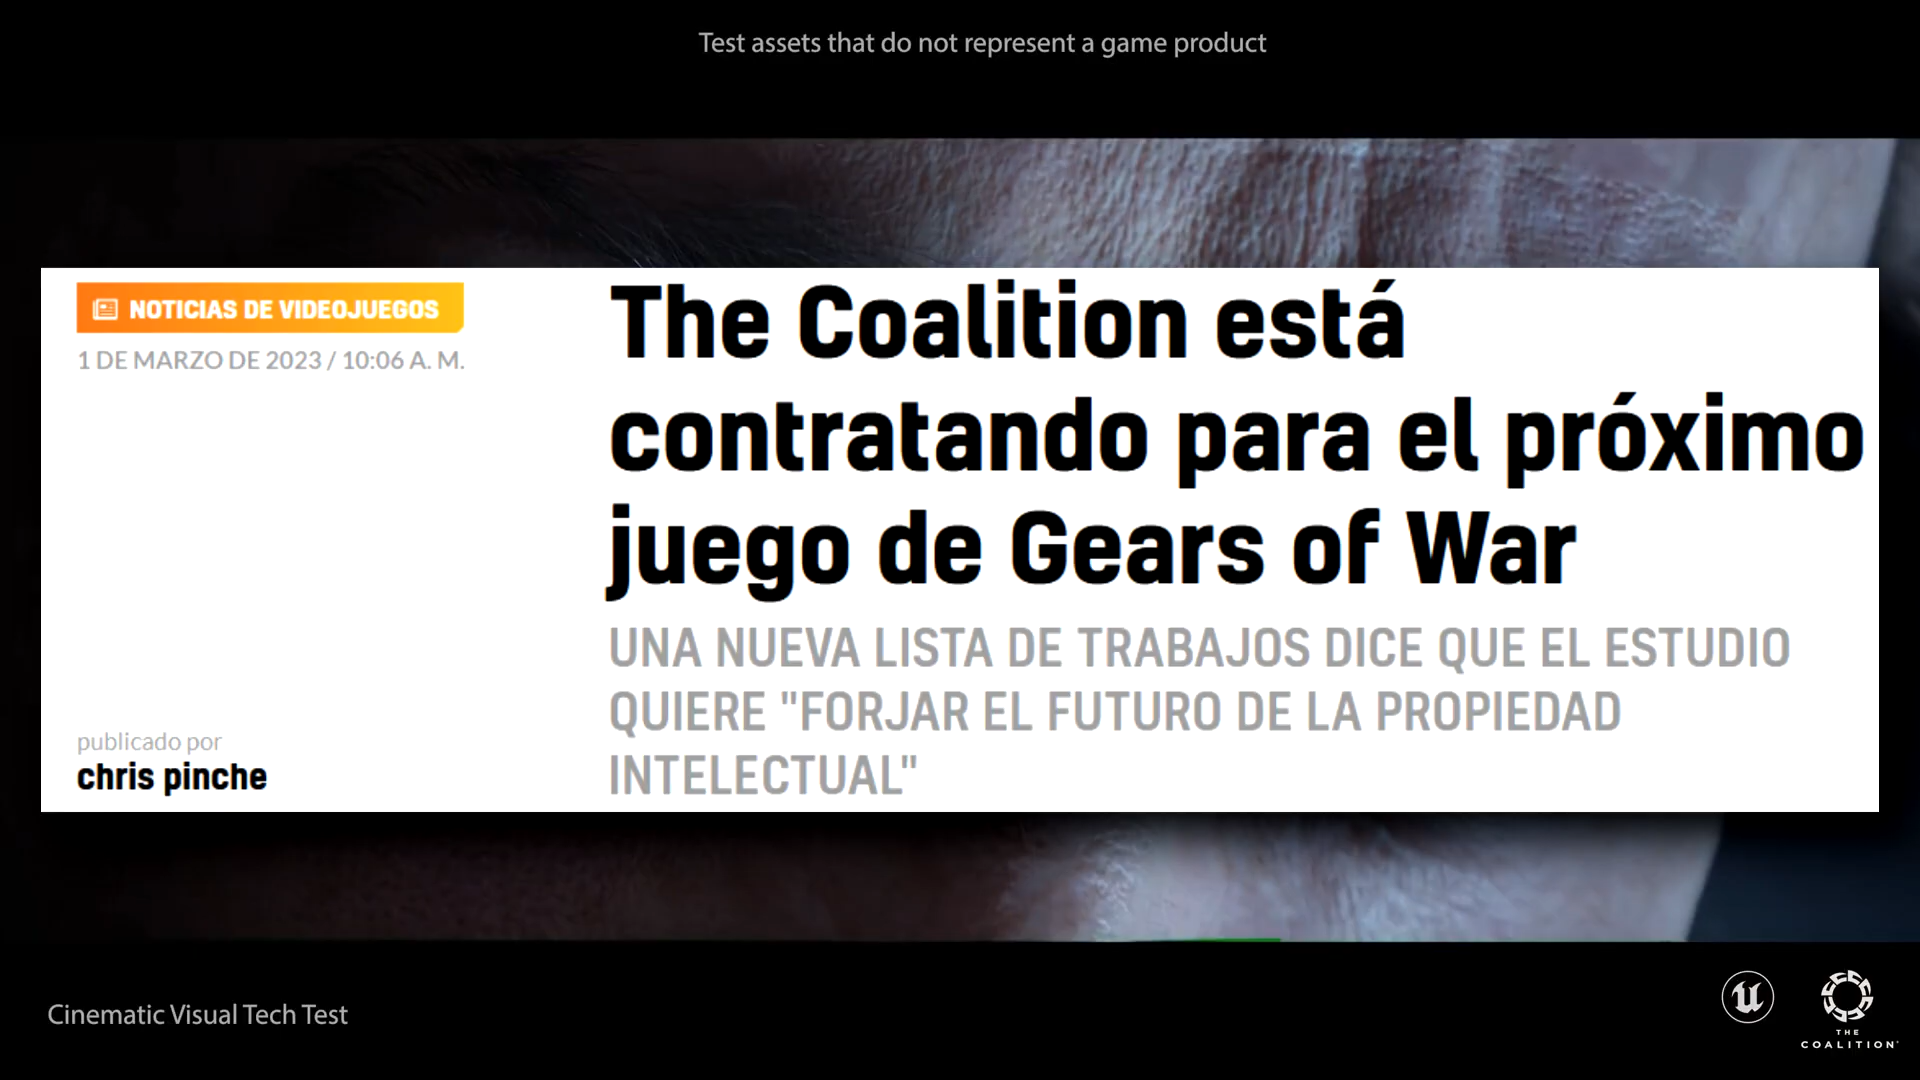 Test assets that do not represent a game product
NOTICIAS DE VIDEOJUEGOS
1 DE MARZO DE 2023 / 10:06 A. M.
The Coalition está
contratando para el próximo
juego de Gears of War
UNA NUEVA LISTA DE TRABAJOS DICE QUE EL ESTUDIO
QUIERE "FORJAR EL FUTURO DE LA PROPIEDAD
INTELECTUAL"
publicado por
chris pinche
Cinematic Visual Tech Test
THE
COALITION